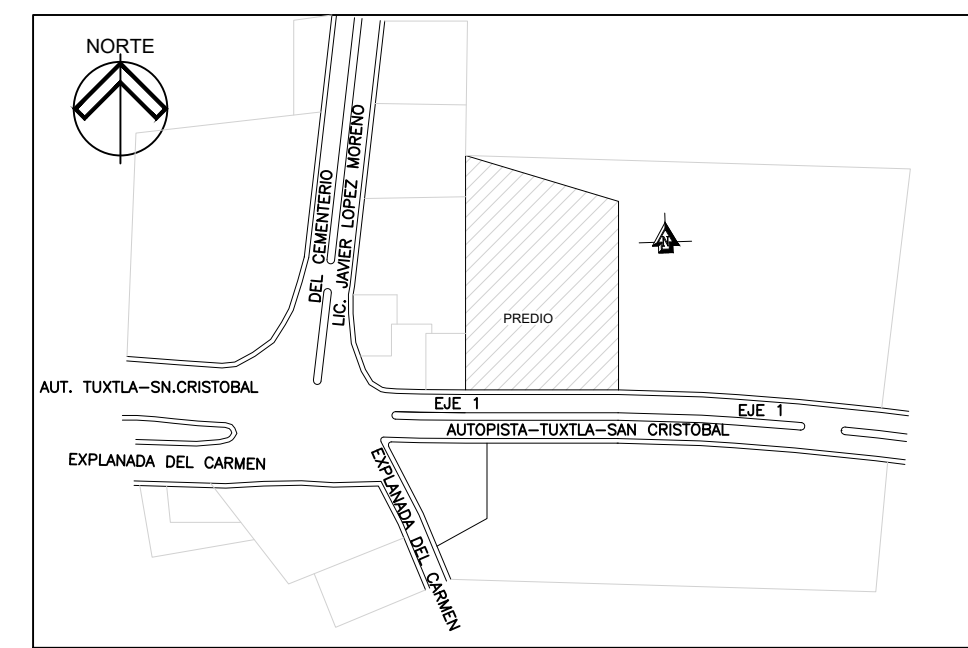 NORTE
DEL CEMENTERIO
LIC. JAVIER LOPEZ MORENO
N
PREDIO
AUT. TUXTLA-SN.CRISTOBAL
EJE 1
EJE 1
AUTOPISTA-TUXTLA-SAN CRISTOBAL
EXPLANADA DEL CARMEN
EXPLANADA DEL CARMEN